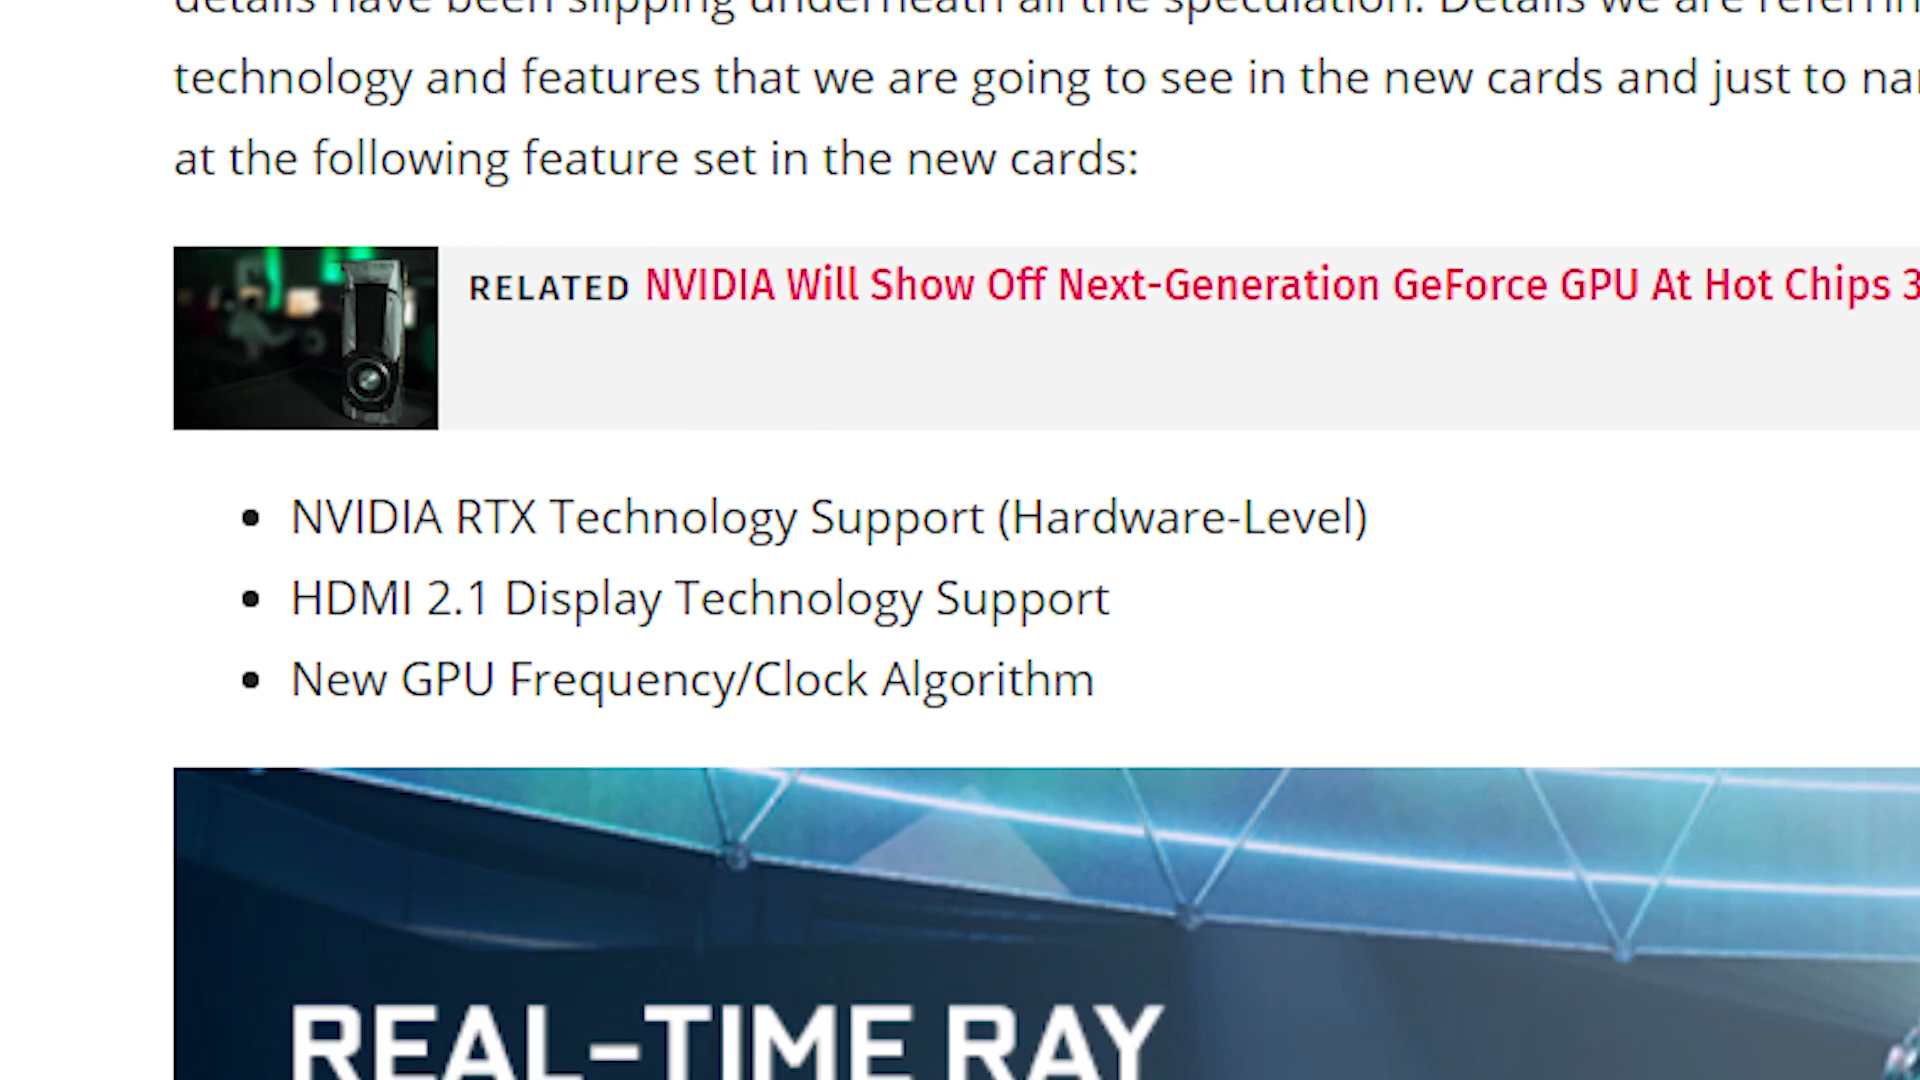 details have been slipping underneath all the speculation. Details we are
technology and features that we are going to see in the new cards and just to
at the following feature set in the new cards:
RELATED NVIDIA Will Show Off Next-Generation GeForce GPU At Hot Chips 3
NVIDIA RTX Technology Support (Hardware-Level)
HDMI 2.1 Display Technology Support
New GPU Frequency/Clock Algorithm
REAL-TIME RAY